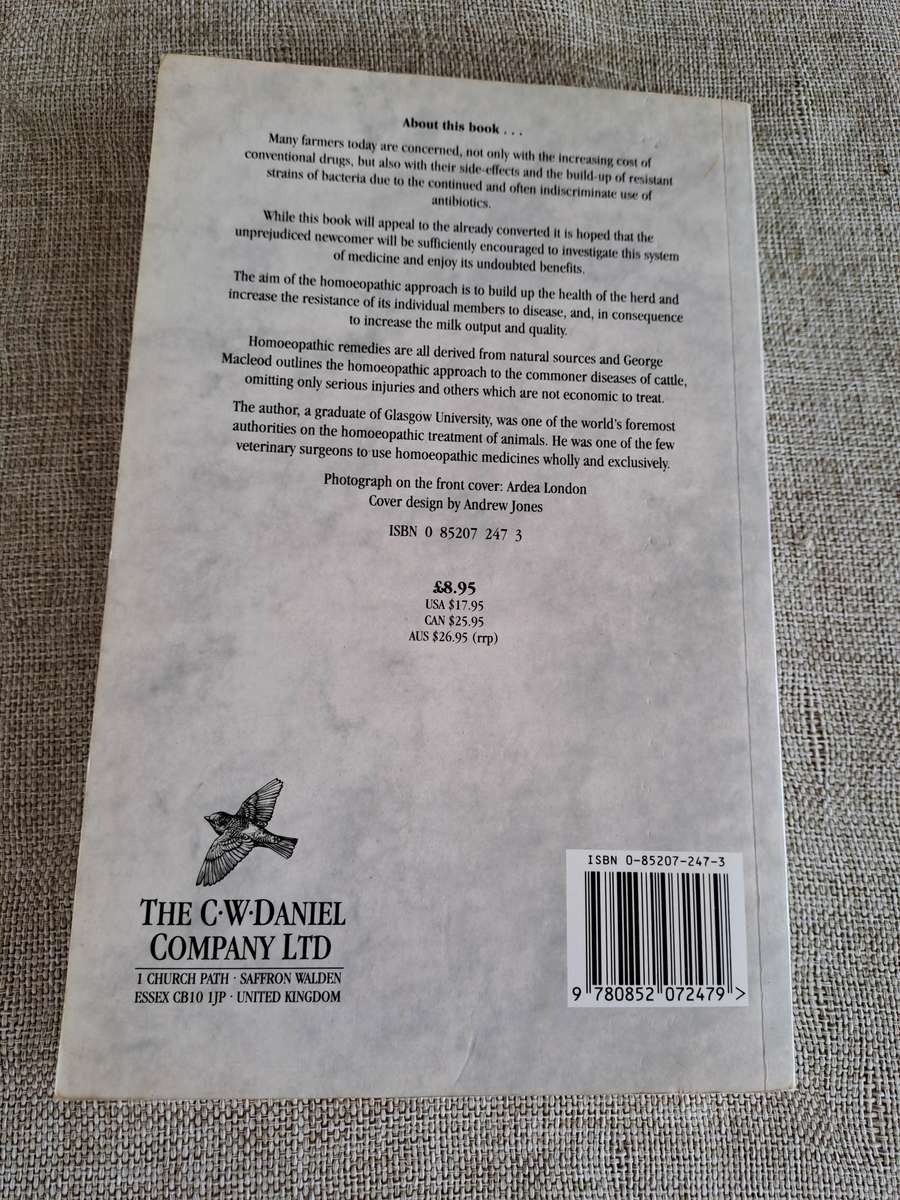 About this book . . .
Many farmers today are concerned, not only with the increasing cost of
conventional drugs, but also with their side-effects and the build-up of resistant
strains of bacteria due to the continued and often indiscriminate use of
antibiotics.
While this book will appeal to the already converted it is hoped that the
unprejudiced newcomer will be sufficiently encouraged to investigate this system
of medicine and enjoy its undoubted benefits.
The aim of the homoeopathic approach is to build up the health of the herd and
increase the resistance of its individual members to disease, and, in consequence
to increase the milk output and quality.
Homoeopathic remedies are all derived from natural sources and George
Macleod outlines the homoeopathic approach to the commoner diseases of cattle,
omitting only serious injuries and others which are not economic to treat.
The author, a graduate of Glasgow University, was one of the world's foremost
authorities on the homoeopathic treatment of animals. He was one of the few
veterinary surgeons to use homoeopathic medicines wholly and exclusively.
Photograph on the front cover: Ardea London
Cover design by Andrew Jones
ISBN 0 85207 247 3
£8.95
USA $17.95
CAN $25.95
AUS $26.95 (rrp)
THE C·W·DANIEL
COMPANY LTD
1 CHURCH PATH · SAFFRON WALDEN
ESSEX CB10 1JP · UNITED KINGDOM
ISBN 0-85207-247-3
9 780852 072479 >